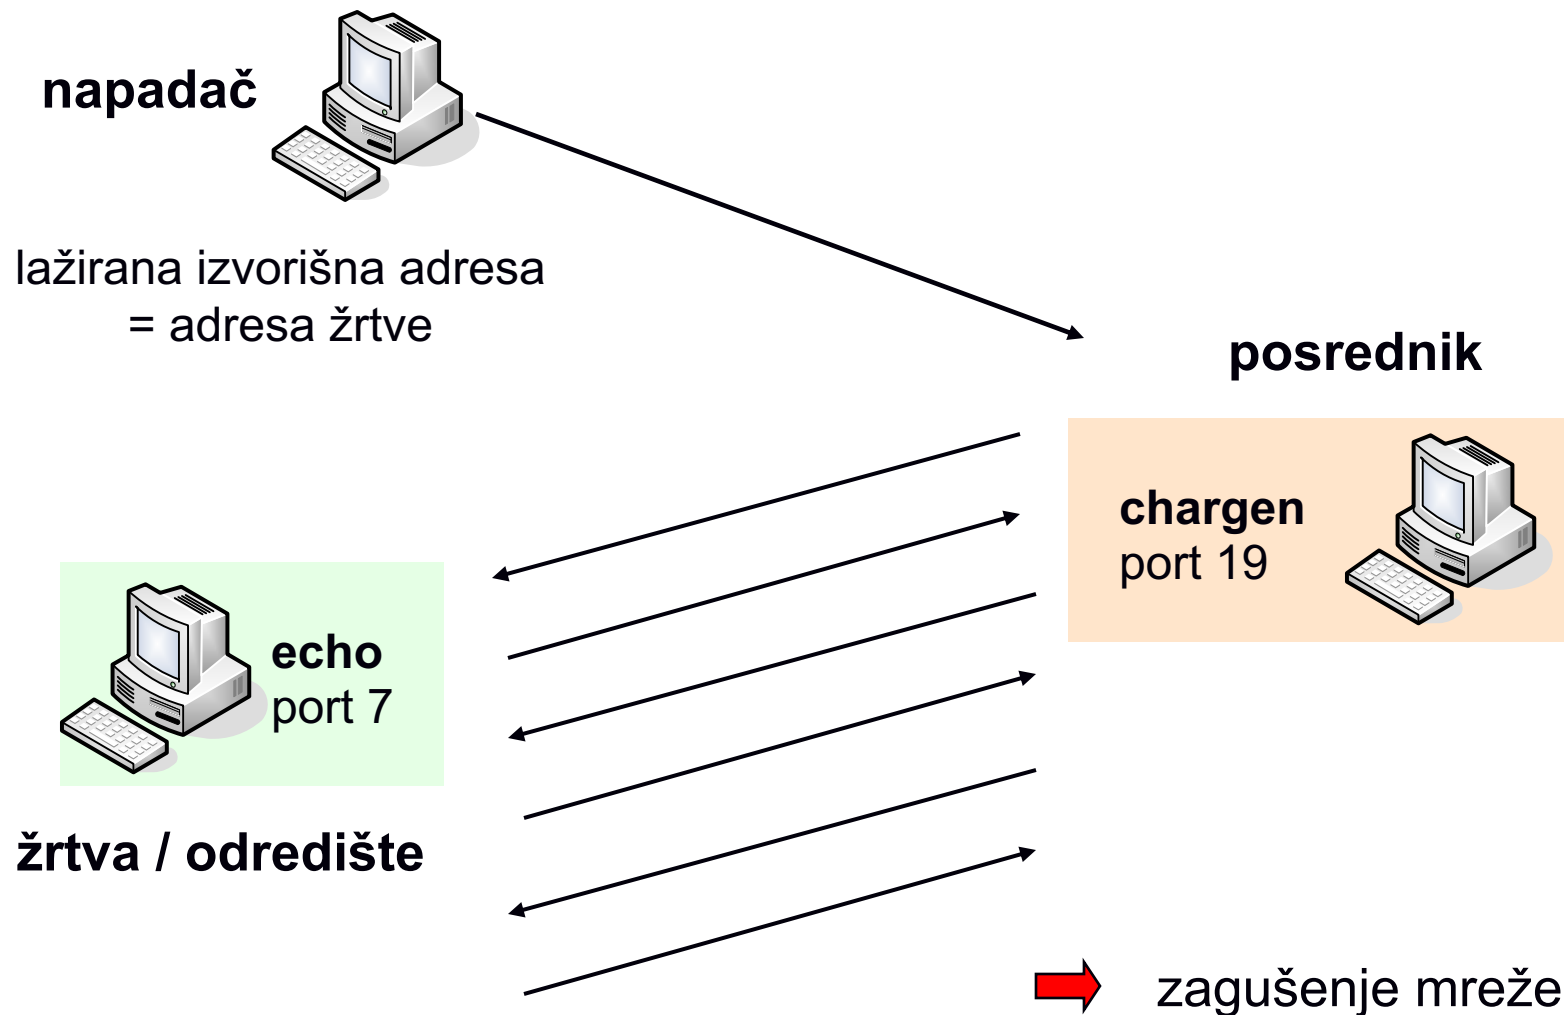 napadač
lažirana izvorišna adresa
= adresa žrtve
posrednik
chargen
port 19
echo
port 7
žrtva / odredište
zagušenje mreže